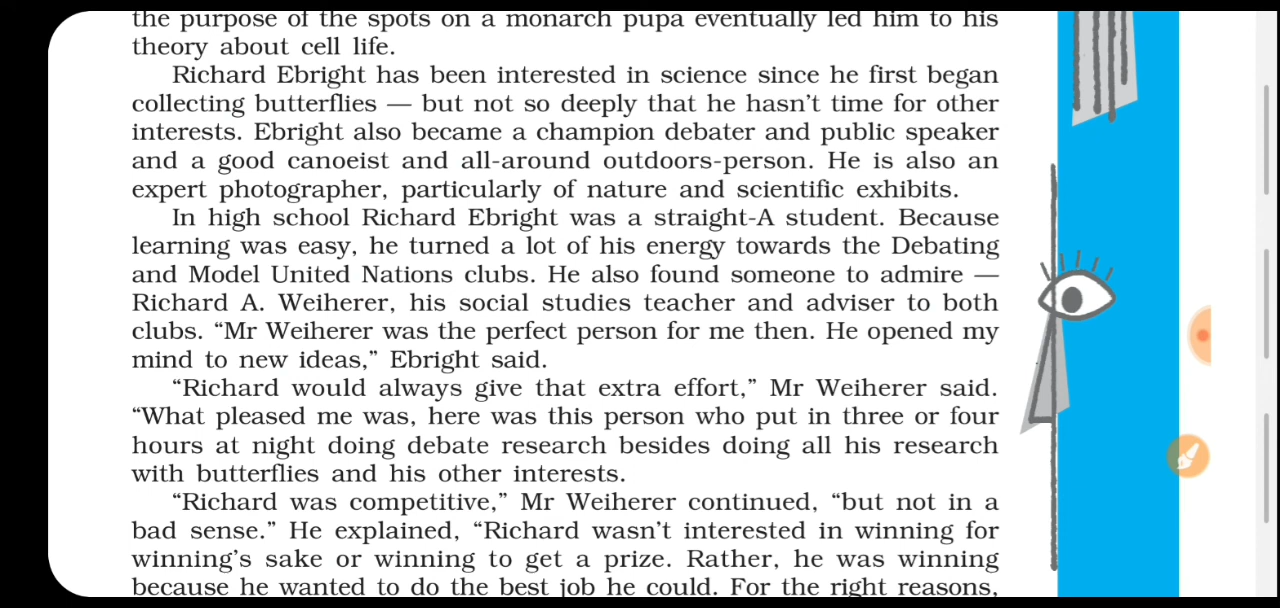 the purpose of the spots on a monarch pupa eventually led him to his
theory about cell life.
Richard Ebright has been interested in science since he first began
collecting butterflies — but not so deeply that he hasn't time for other
interests. Ebright also became a champion debater and public speaker
and a good canoeist and all-around outdoors-person. He is also an
expert photographer, particularly of nature and scientific exhibits.
In high school Richard Ebright was a straight-A student. Because
learning was easy, he turned a lot of his energy towards the Debating
and Model United Nations clubs. He also found someone to admire —
Richard A. Weiherer, his social studies teacher and adviser to both
clubs. “Mr Weiherer was the perfect person for me then. He opened my
mind to new ideas,” Ebright said.
“Richard would always give that extra effort,” Mr Weiherer said.
“What pleased me was, here was this person who put in three or four
hours at night doing debate research besides doing all his research
with butterflies and his other interests.
“Richard was competitive,” Mr Weiherer continued, “but not in a
bad sense.” He explained, “Richard wasn't interested in winning for
winning's sake or winning to get a prize. Rather, he was winning
because he wanted to do the best job he could. For the right reasons,